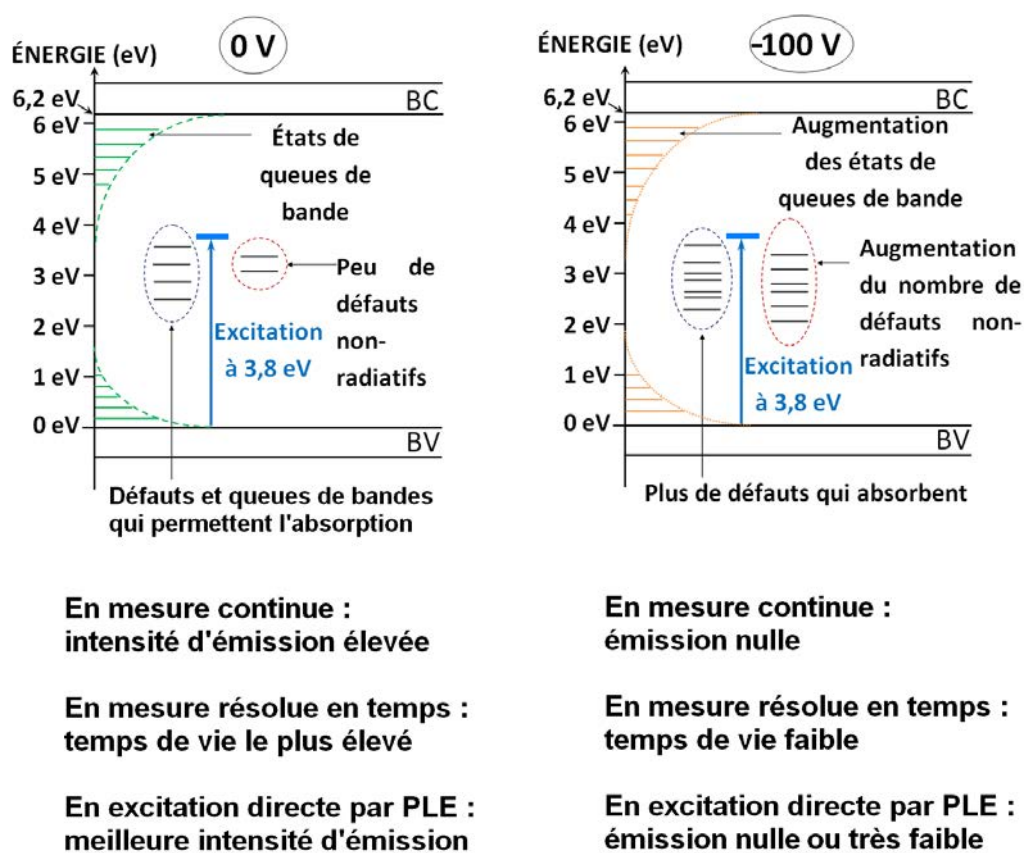 0 V
ÉNERGIE (eV)
6,2 eV
BC
6 eV
États de
queues de
bande
5 eV
4 eV
3 eV
Peu de
défauts
non-
radiatifs
2 eV
Excitation
à 3,8 eV
1 eV
0 eV
BV
Défauts et queues de bandes
qui permettent l'absorption
-100 V
ÉNERGIE (eV)
6,2 eV
BC
6 eV
Augmentation
des états de
queues de bande
5 eV
4 eV
Augmentation
du nombre de
défauts non-
radiatifs
3 eV
2 eV
Excitation
à 3,8 eV
1 eV
0 eV
BV
Plus de défauts qui absorbent
En mesure continue :
intensité d'émission élevée
En mesure résolue en temps :
temps de vie le plus élevé
En excitation directe par PLE :
meilleure intensité d'émission
En mesure continue :
émission nulle
En mesure résolue en temps :
temps de vie faible
En excitation directe par PLE :
émission nulle ou très faible